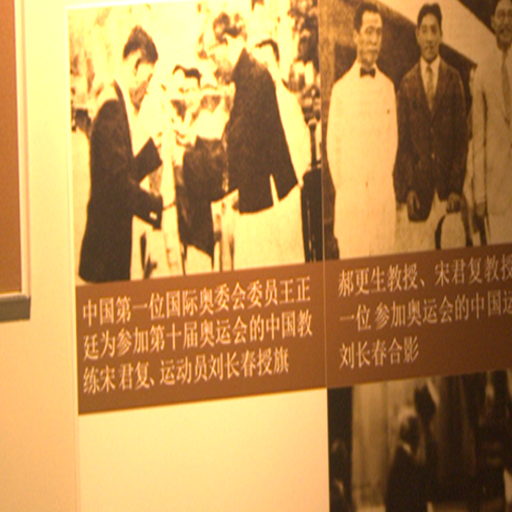 中国第一位国际奥委会委员王正
廷为参加第十届奥运会的中国教
练宋君复、运动员刘长春授旗
郝更生教授、宋君复教授
一位参加奥运会的中国运
刘长春合影